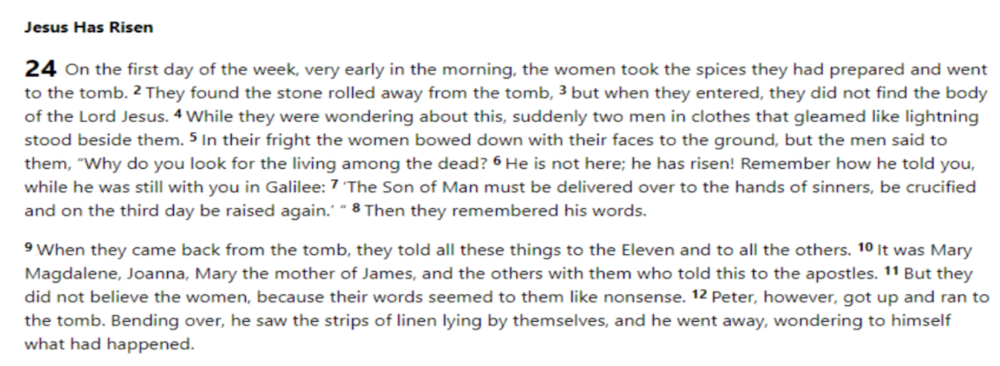 Jesus Has Risen
24 On the first day of the week, very early in the morning, the women took the spices they had prepared and went
to the tomb. 2 They found the stone rolled away from the tomb, 3 but when they entered, they did not find the body
of the Lord Jesus. 4 While they were wondering about this, suddenly two men in clothes that gleamed like lightning
stood beside them. 5 In their fright the women bowed down with their faces to the ground, but the men said to
them, “Why do you look for the living among the dead? 6 He is not here; he has risen! Remember how he told you,
while he was still with you in Galilee: 7 ‘The Son of Man must be delivered over to the hands of sinners, be crucified
and on the third day be raised again.’ ” 8 Then they remembered his words.
9 When they came back from the tomb, they told all these things to the Eleven and to all the others. 10 It was Mary
Magdalene, Joanna, Mary the mother of James, and the others with them who told this to the apostles. 11 But they
did not believe the women, because their words seemed to them like nonsense. 12 Peter, however, got up and ran to
the tomb. Bending over, he saw the strips of linen lying by themselves, and he went away, wondering to himself
what had happened.